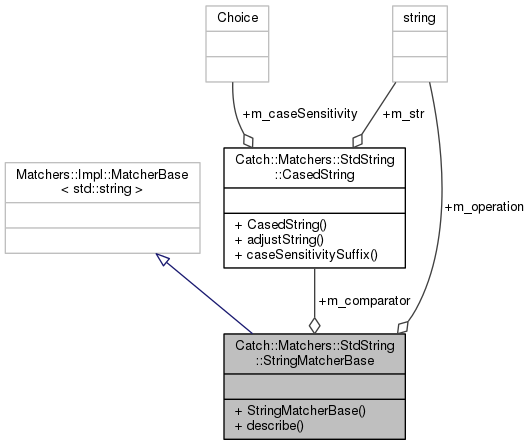 Choice
string
+m_caseSensitivity
+m_str
Catch::Matchers::StdString
::CasedString
+ CasedString()
+ adjustString()
+ caseSensitivitySuffix()
Matchers::Impl::MatcherBase
< std::string >
+m_operation
+m_comparator
Catch::Matchers::StdString
::StringMatcherBase
+ StringMatcherBase()
+ describe()